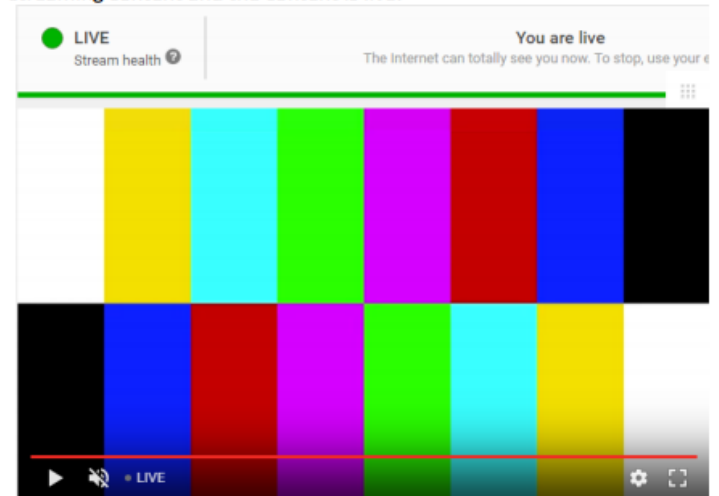 LIVE
Stream health
You are live
The Internet can totally see you now. To stop, use your e
LIVE